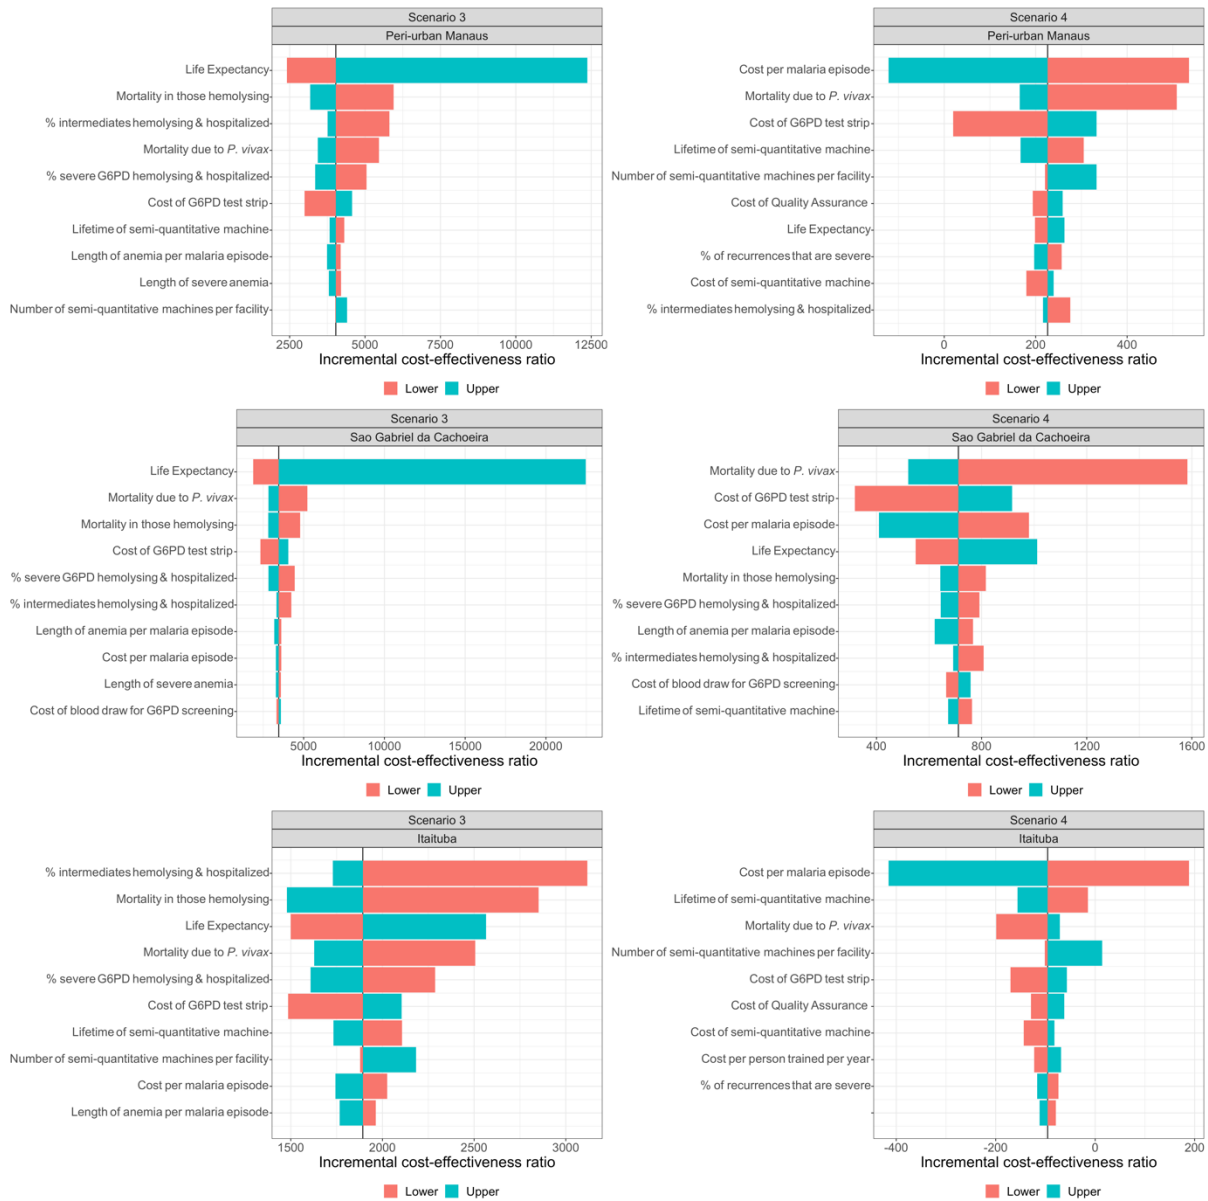 Scenario 3
Peri-urban Manaus
Life Expectancy
Mortality in those hemolysing
% intermediates hemolysing & hospitalized
Mortality due to P. vivax
% severe G6PD hemolysing & hospitalized
Cost of G6PD test strip
Lifetime of semi-quantitative machine
Length of anemia per malaria episode
Length of severe anemia
Number of semi-quantitative machines per facility
2500 5000 7500 10000 12500
Incremental cost-effectiveness ratio
Lower Upper
Scenario 4
Peri-urban Manaus
Cost per malaria episode
Mortality due to P. vivax
Cost of G6PD test strip
Lifetime of semi-quantitative machine
Number of semi-quantitative machines per facility
Cost of Quality Assurance
Life Expectancy
% of recurrences that are severe
Cost of semi-quantitative machine
% intermediates hemolysing & hospitalized
0 200 400
Incremental cost-effectiveness ratio
Lower Upper
Scenario 3
Sao Gabriel da Cachoeira
Life Expectancy
Mortality due to P. vivax
Mortality in those hemolysing
Cost of G6PD test strip
% severe G6PD hemolysing & hospitalized
% intermediates hemolysing & hospitalized
Length of anemia per malaria episode
Cost per malaria episode
Length of severe anemia
Cost of blood draw for G6PD screening
5000 10000 15000 20000
Incremental cost-effectiveness ratio
Lower Upper
Scenario 4
Sao Gabriel da Cachoeira
Mortality due to P. vivax
Cost of G6PD test strip
Cost per malaria episode
Life Expectancy
Mortality in those hemolysing
% severe G6PD hemolysing & hospitalized
Length of anemia per malaria episode
% intermediates hemolysing & hospitalized
Cost of blood draw for G6PD screening
Lifetime of semi-quantitative machine
400 800 1200 1600
Incremental cost-effectiveness ratio
Lower Upper
Scenario 3
Itaituba
% intermediates hemolysing & hospitalized
Mortality in those hemolysing
Life Expectancy
Mortality due to P. vivax
% severe G6PD hemolysing & hospitalized
Cost of G6PD test strip
Lifetime of semi-quantitative machine
Number of semi-quantitative machines per facility
Cost per malaria episode
Length of anemia per malaria episode
1500 2000 2500 3000
Incremental cost-effectiveness ratio
Lower Upper
Scenario 4
Itaituba
Cost per malaria episode
Lifetime of semi-quantitative machine
Mortality due to P. vivax
Number of semi-quantitative machines per facility
Cost of G6PD test strip
Cost of Quality Assurance
Cost of semi-quantitative machine
Cost per person trained per year
% of recurrences that are severe
-400 -200 0 200
Incremental cost-effectiveness ratio
Lower Upper